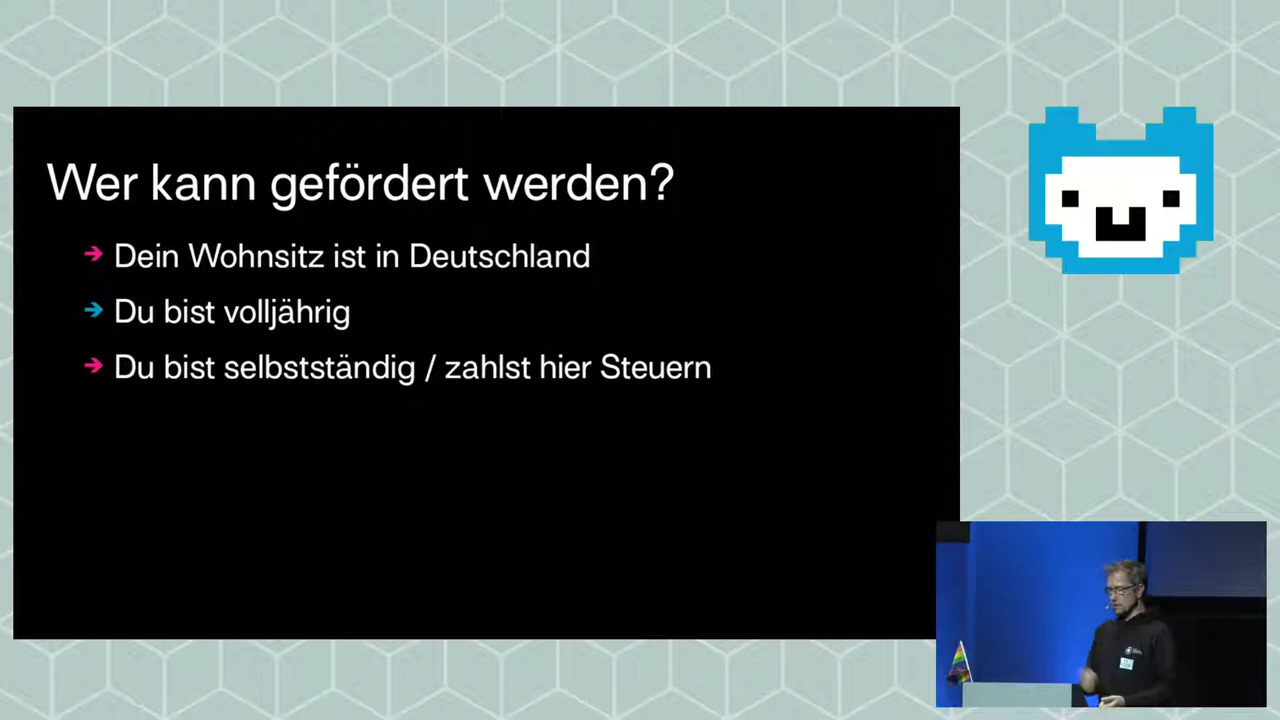 Wer kann gefördert werden?
Dein Wohnsitz ist in Deutschland
Du bist volljährig
Du bist selbstständig / zahlst hier Steuern